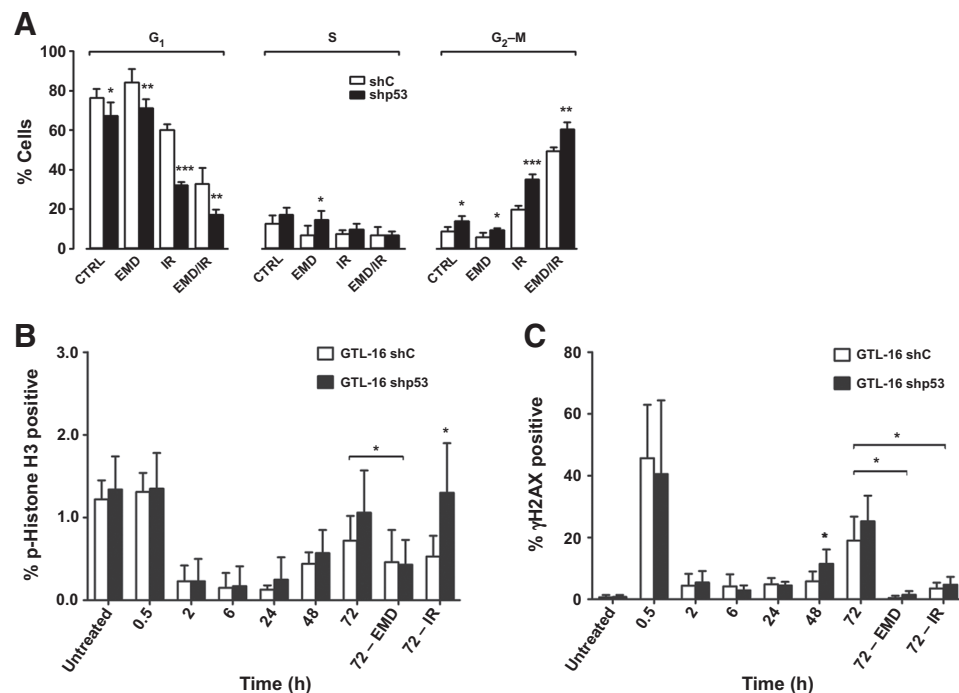 A
G1 S G2–M
% Cells
100
80
60
40
20
0
shC
shp53
* ** *** **
*
* * *** **
CTRL EMD IR EMD/IR CTRL EMD IR EMD/IR CTRL EMD IR EMD/IR
B
% p-Histone H3 positive
3.0
2.0
1.0
0.0
GTL-16 shC
GTL-16 shp53
* *
Untreated 0.5 2 6 24 48 72 72 – EMD 72 – IR
Time (h)
C
% γH2AX positive
80
60
40
20
0
GTL-16 shC
GTL-16 shp53
*
*
*
Untreated 0.5 2 6 24 48 72 72 – EMD 72 – IR
Time (h)